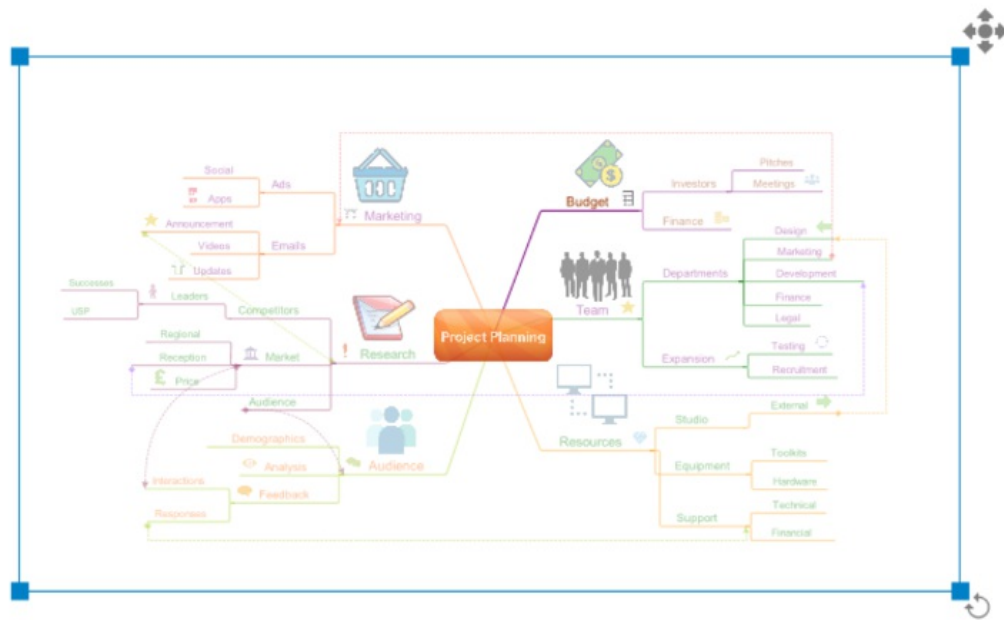 Project Planning
Marketing
Ads
Social
Apps
Emails
Announcement
Videos
Updates
Research
Competitors
Leaders
Successes
USP
Market
Regional
Reception
Price
Audience
Audience
Demographics
Analysis
Feedback
Interactions
Responses
Budget
Investors
Pitches
Meetings
Finance
Team
Departments
Design
Marketing
Development
Finance
Legal
Expansion
Testing
Recruitment
Resources
Studio
External
Equipment
Toolkits
Hardware
Support
Technical
Financial